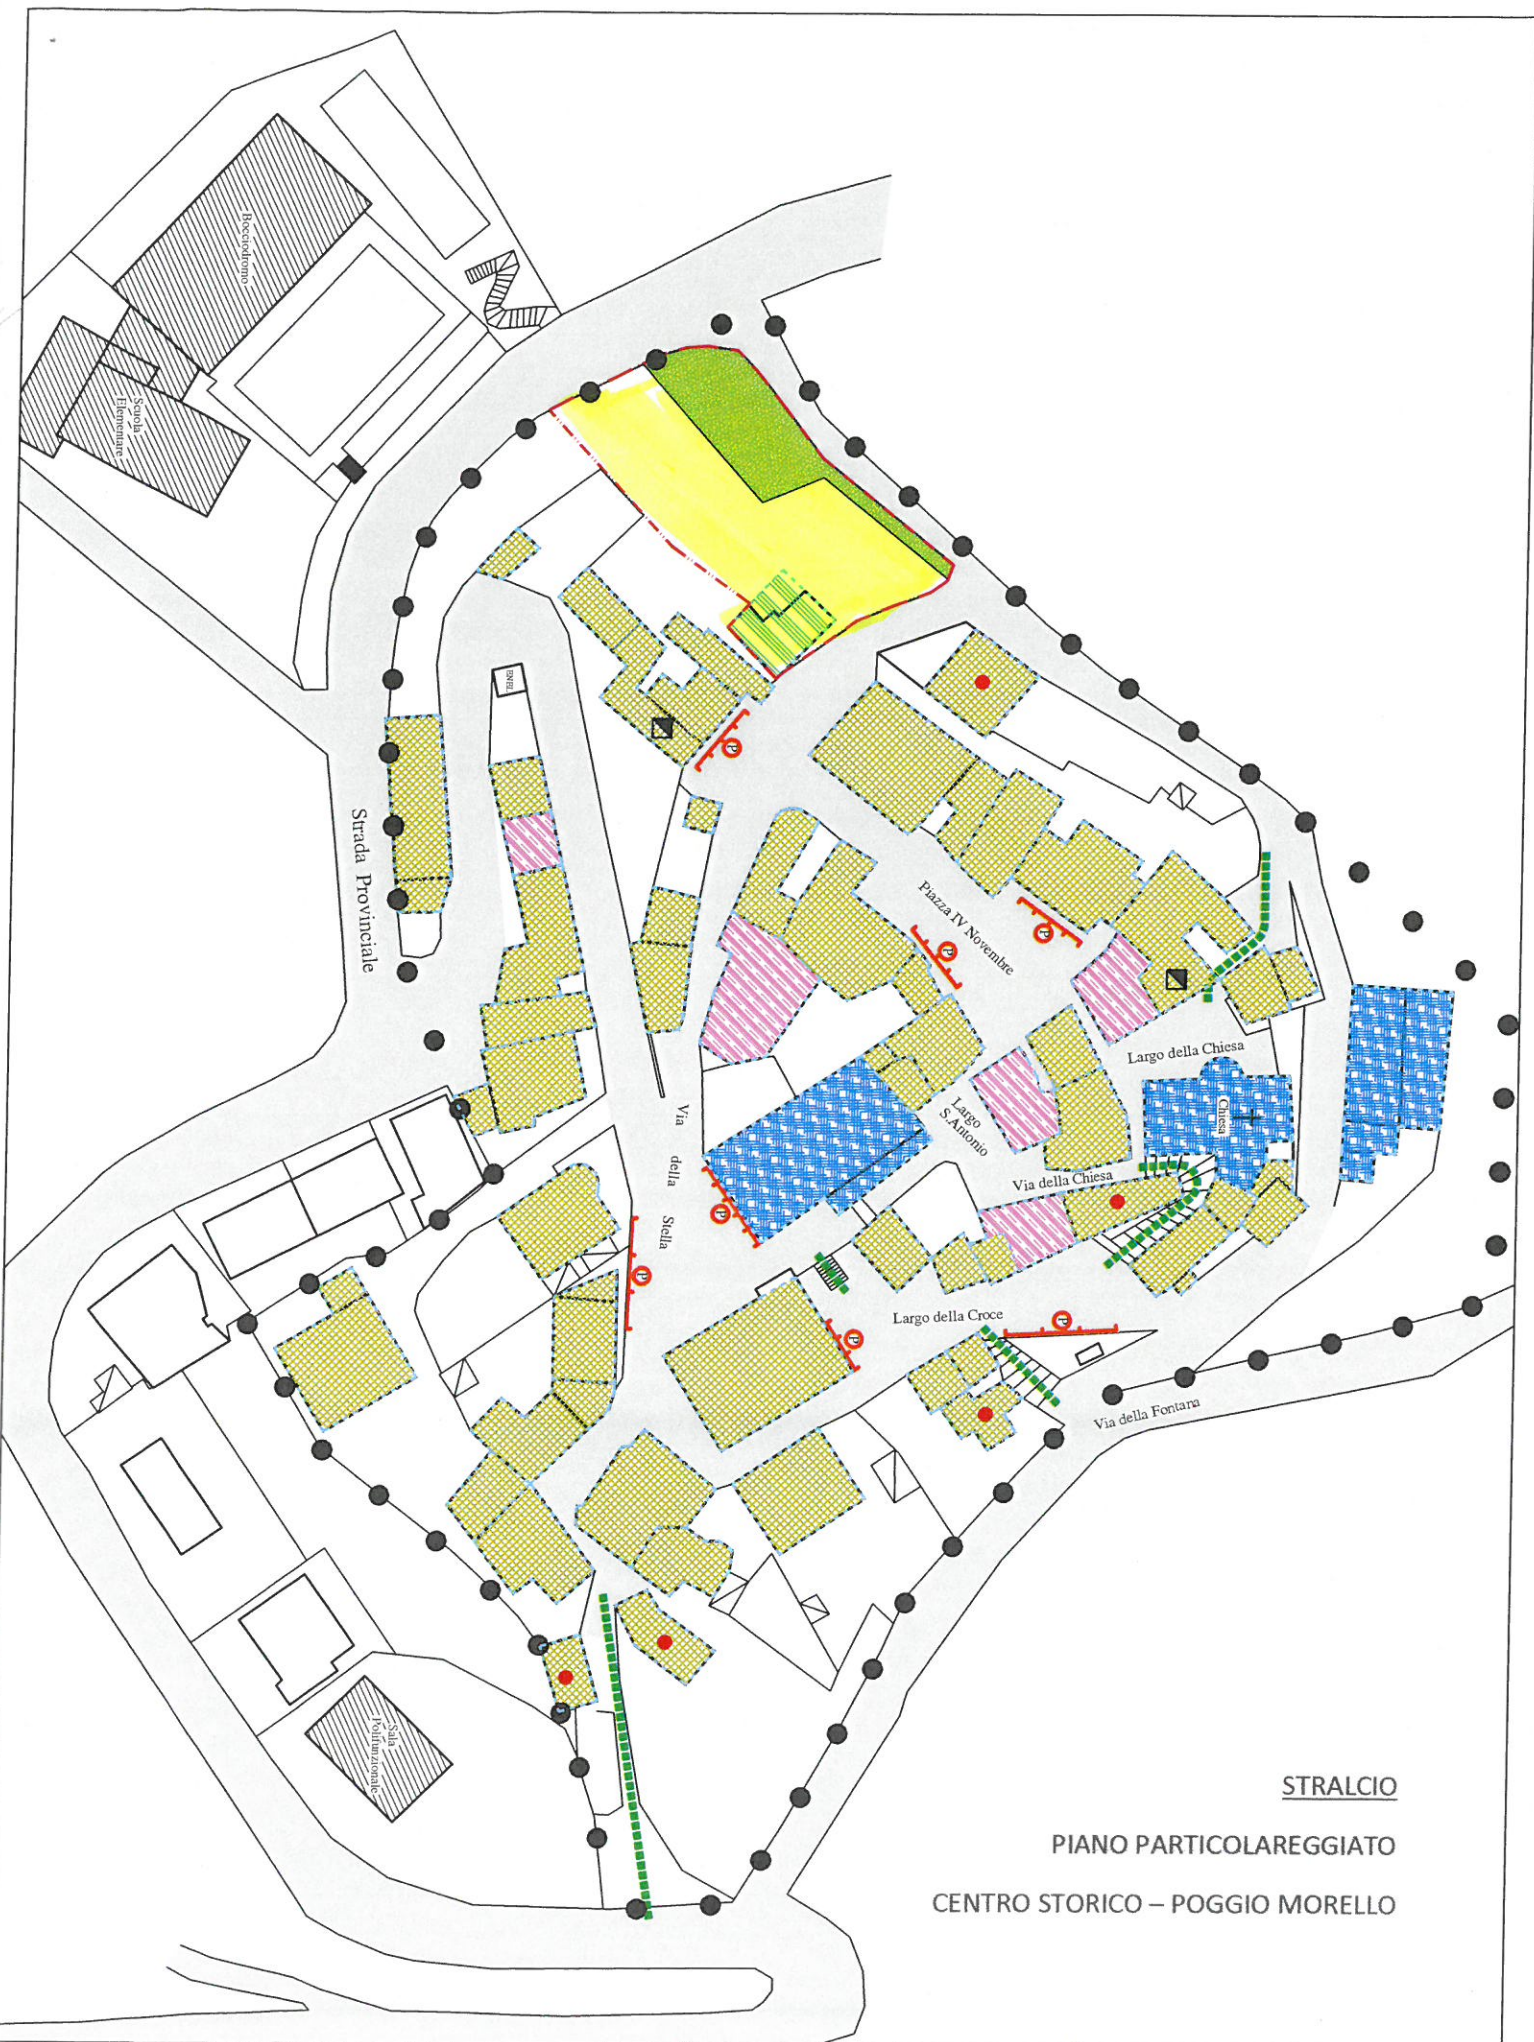 Bocciodromo
Scuola
Elementare
ENEL
P
Strada Provinciale
Piazza IV Novembre
P
P
Largo della Chiesa
Largo
S.Antonio
Chiesa
Via della Chiesa
Via della Stella
P
P
Largo della Croce
P
P
Via della Fontana
Sala
Polifunzionale
STRALCIO
PIANO PARTICOLAREGGIATO
CENTRO STORICO – POGGIO MORELLO